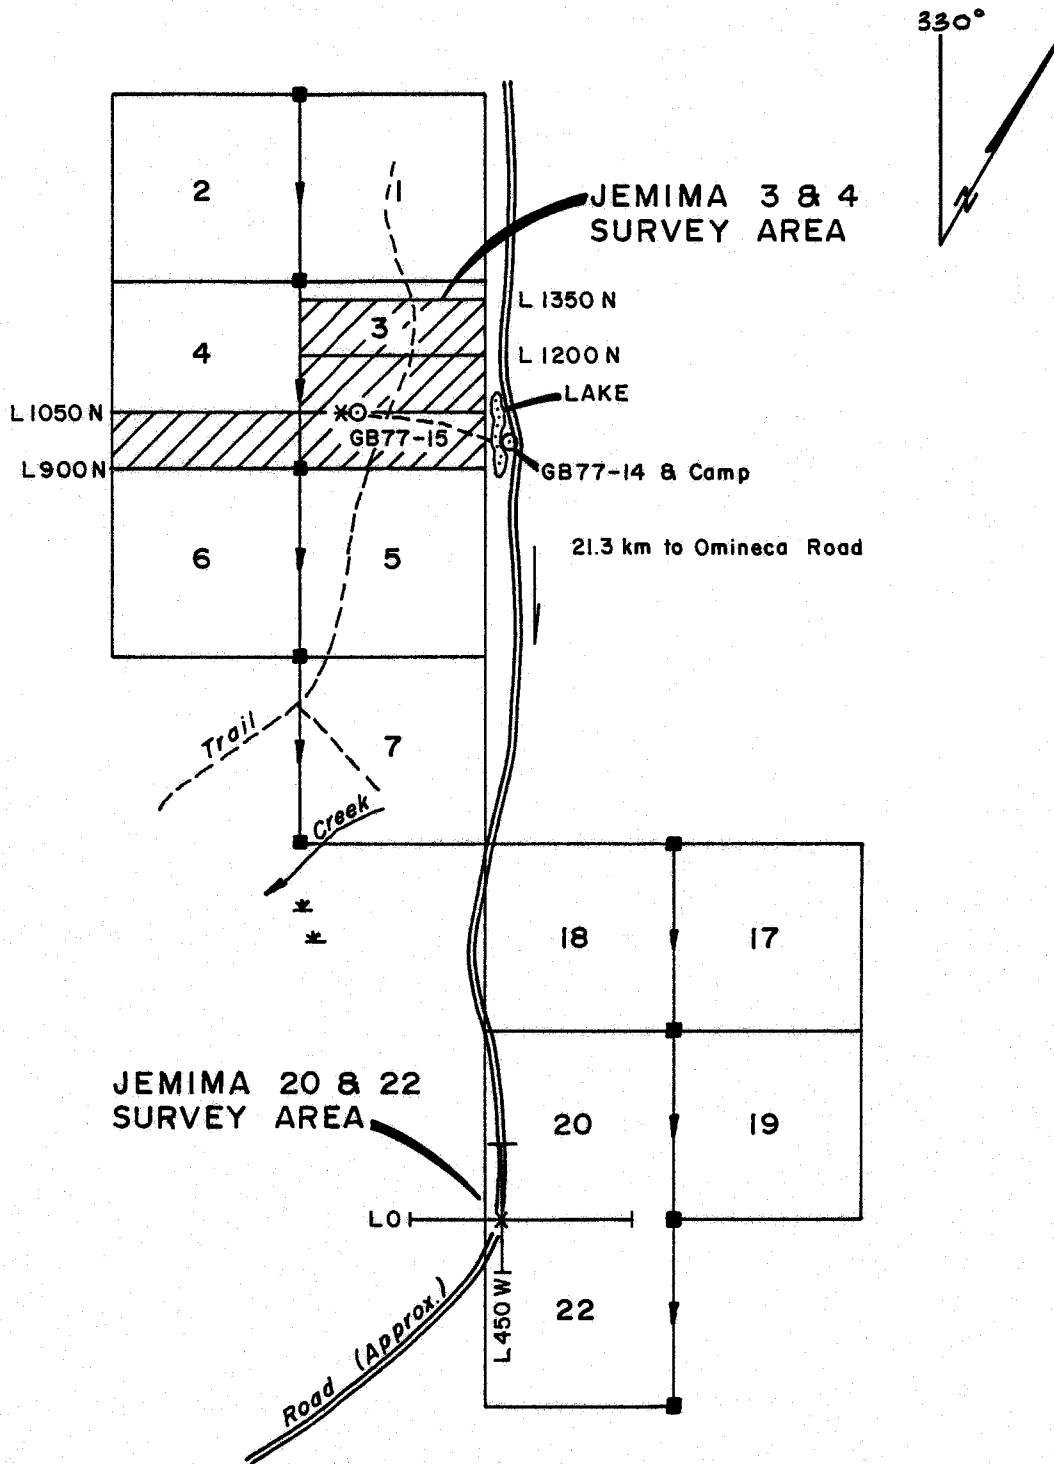 330°
N
2
1
JEMIMA 3 & 4
SURVEY AREA
L 1350 N
3
4
L 1200 N
LAKE
L 1050 N
GB77-15
L 900 N
GB77-14 & Camp
6
5
21.3 km to Omineca Road
Trail
7
Creek
18
17
JEMIMA 20 & 22
SURVEY AREA
20
19
L0
L450 W
22
Road (Approx.)